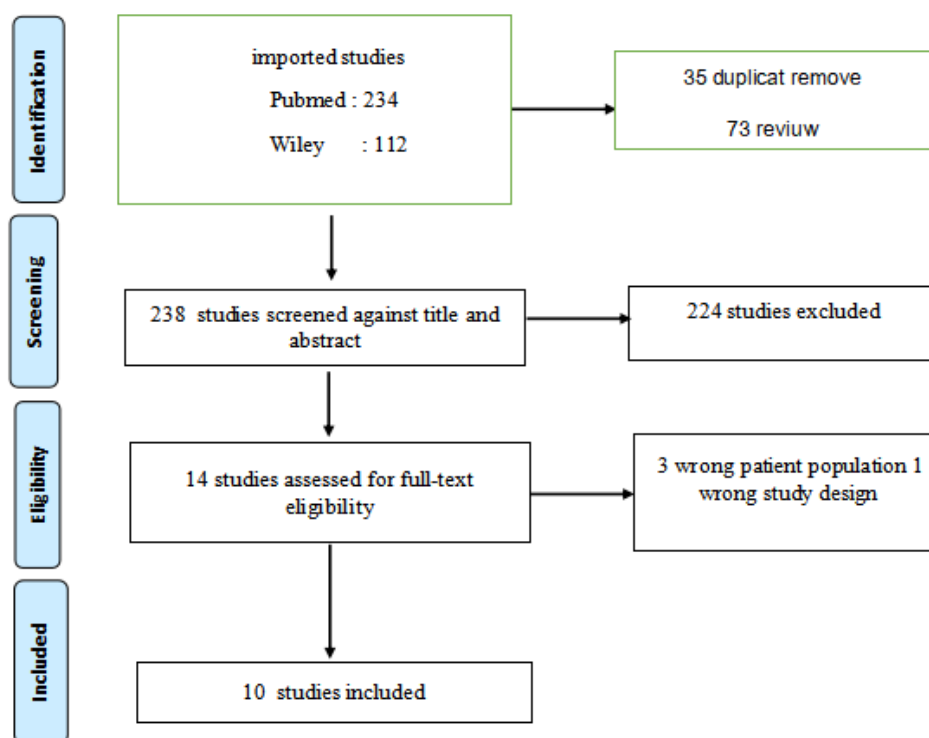 Identification
imported studies
Pubmed : 234
Wiley : 112
35 duplicat remove
73 reviuw
Screening
238 studies screened against title and
abstract
224 studies excluded
Eligibility
14 studies assessed for full-text
eligibility
3 wrong patient population 1
wrong study design
Included
10 studies included